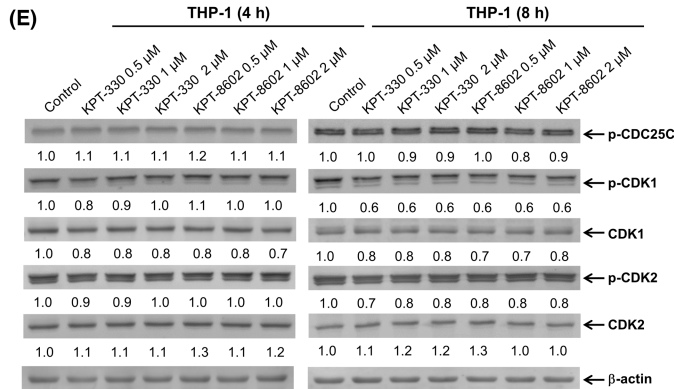 (E)
THP-1 (4 h) THP-1 (8 h)
Control KPT-330 0.5 μM KPT-330 1 μM KPT-330 2 μM KPT-8602 0.5 μM KPT-8602 1 μM KPT-8602 2 μM Control KPT-330 0.5 μM KPT-330 1 μM KPT-330 2 μM KPT-8602 0.5 μM KPT-8602 1 μM KPT-8602 2 μM
p-CDC25C
1.0 1.1 1.1 1.1 1.2 1.1 1.1 1.0 1.0 0.9 0.9 1.0 0.8 0.9
p-CDK1
1.0 0.8 0.9 1.0 1.1 1.0 1.0 1.0 0.6 0.6 0.6 0.6 0.6 0.6
CDK1
1.0 0.8 0.8 0.8 0.8 0.8 0.7 1.0 0.8 0.8 0.8 0.7 0.7 0.8
p-CDK2
1.0 0.9 0.9 1.0 1.0 1.0 1.0 1.0 0.7 0.8 0.8 0.8 0.8 0.8
CDK2
1.0 1.1 1.1 1.1 1.3 1.1 1.2 1.0 1.1 1.2 1.2 1.3 1.0 1.0
β-actin